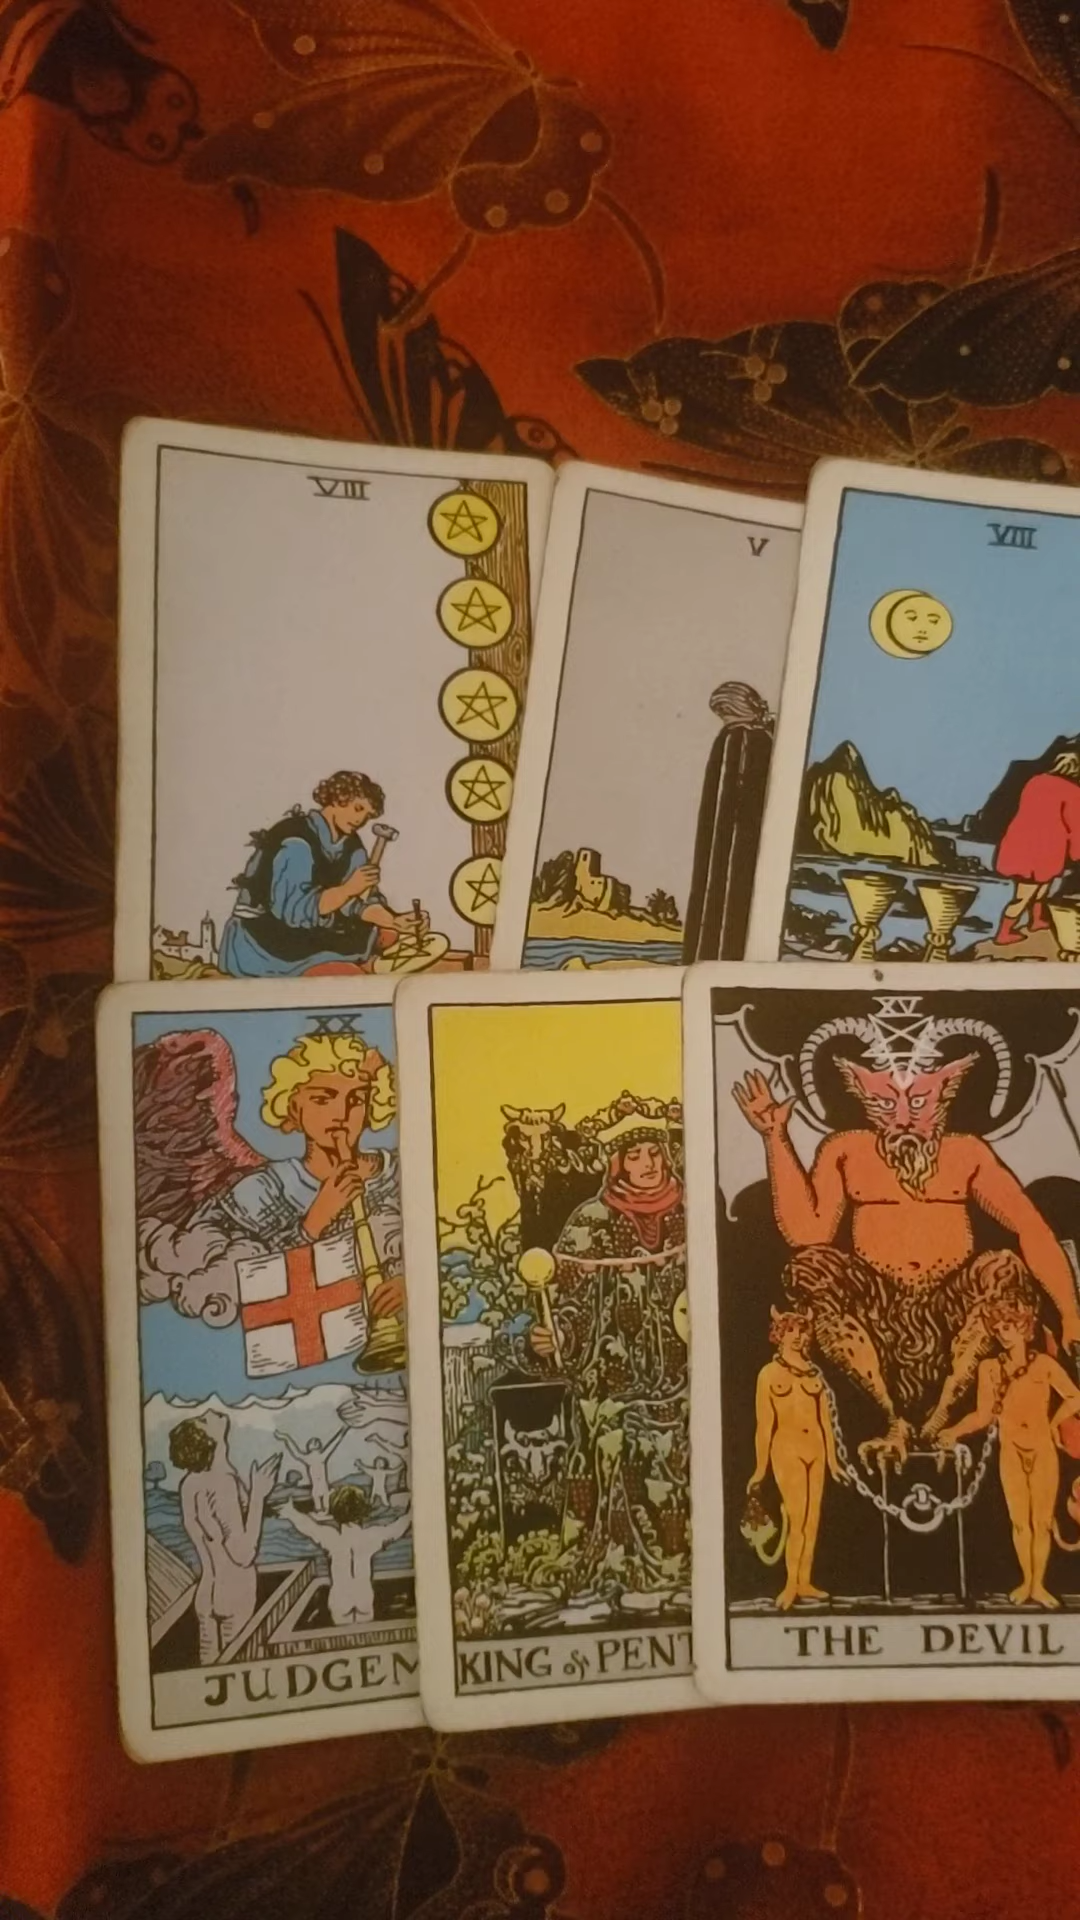 VIII
V
VIII
XX
XV
JUDGEM
KING of PENT
THE DEVIL